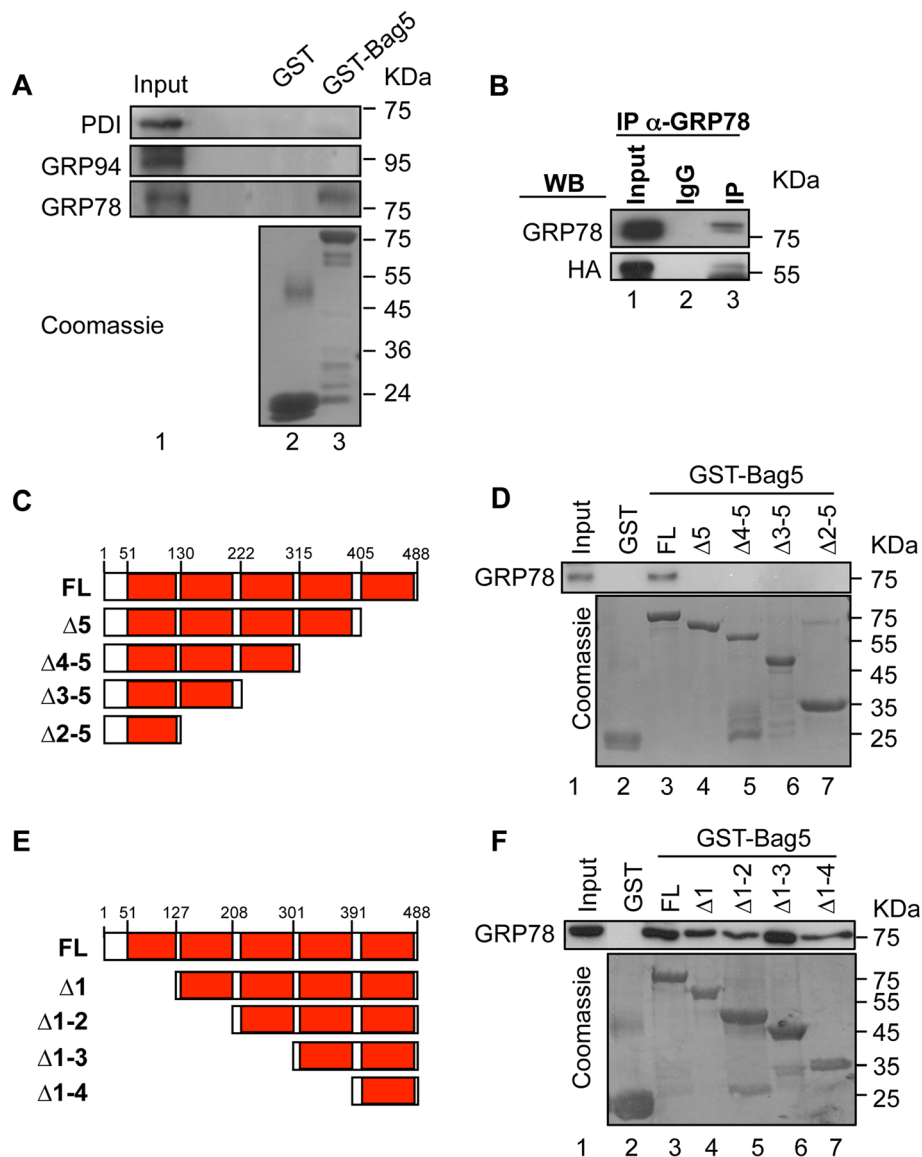 A
Input
GST
GST-Bag5
KDa
PDI
75
GRP94
95
GRP78
75
Coomassie
75
55
45
36
24
1 2 3
B
IP α-GRP78
WB
Input
IgG
IP
KDa
GRP78
75
HA
55
1 2 3
C
1 51 130 222 315 405 488
FL
Δ5
Δ4-5
Δ3-5
Δ2-5
D
GST-Bag5
Input
GST
FL
Δ5
Δ4-5
Δ3-5
Δ2-5
KDa
GRP78
75
Coomassie
75
55
45
35
25
1 2 3 4 5 6 7
E
1 51 127 208 301 391 488
FL
Δ1
Δ1-2
Δ1-3
Δ1-4
F
GST-Bag5
Input
GST
FL
Δ1
Δ1-2
Δ1-3
Δ1-4
KDa
GRP78
75
Coomassie
75
55
45
35
25
1 2 3 4 5 6 7